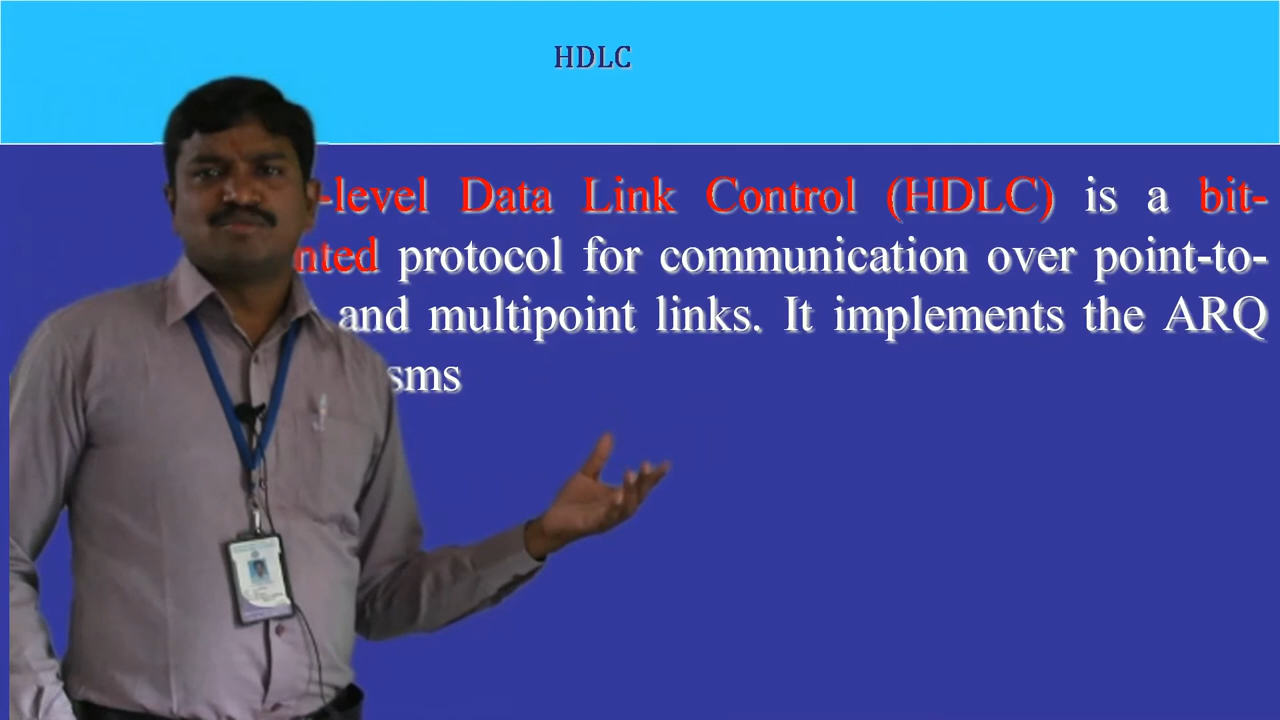 HDLC
-level Data Link Control (HDLC) is a bit-
nted protocol for communication over point-to-
and multipoint links. It implements the ARQ
sms